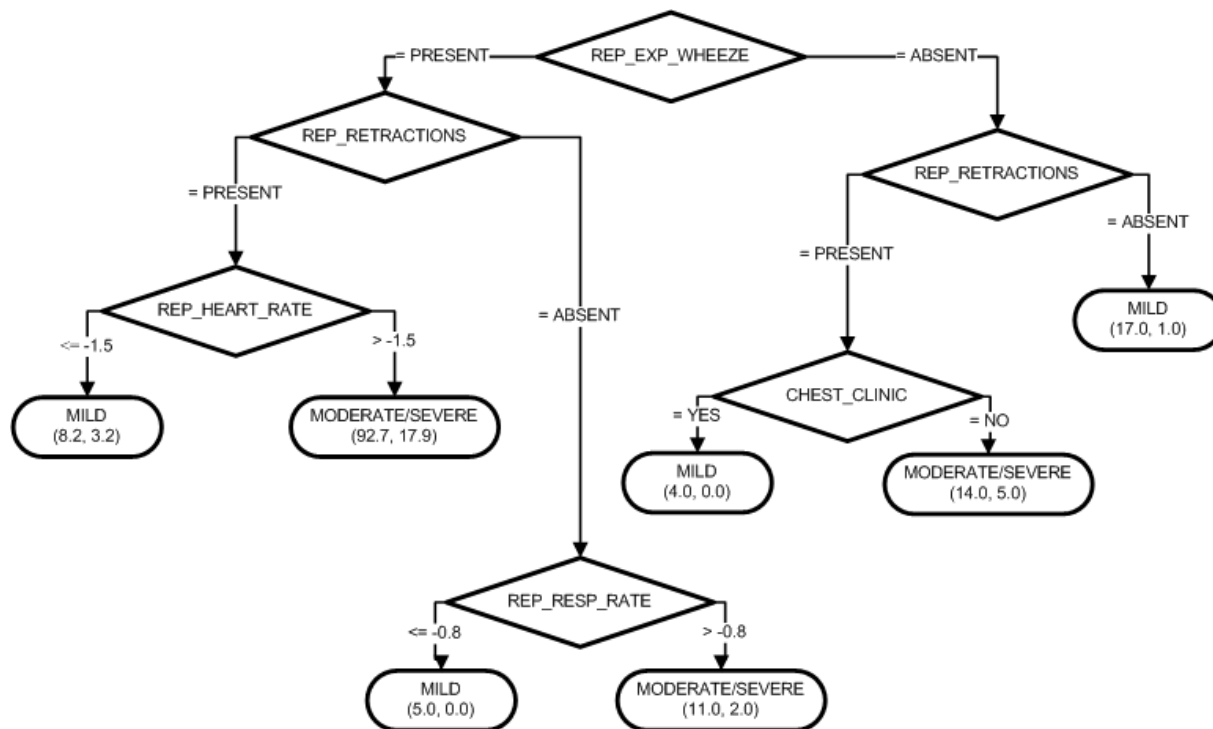 REP_EXP_WHEEZE
= PRESENT
= ABSENT
REP_RETRACTIONS
REP_RETRACTIONS
= PRESENT
= ABSENT
= PRESENT
= ABSENT
REP_HEART_RATE
<= -1.5
> -1.5
MILD
(17.0, 1.0)
CHEST_CLINIC
MILD
(8.2, 3.2)
MODERATE/SEVERE
(92.7, 17.9)
= YES
= NO
MILD
(4.0, 0.0)
MODERATE/SEVERE
(14.0, 5.0)
REP_RESP_RATE
<= -0.8
> -0.8
MILD
(5.0, 0.0)
MODERATE/SEVERE
(11.0, 2.0)